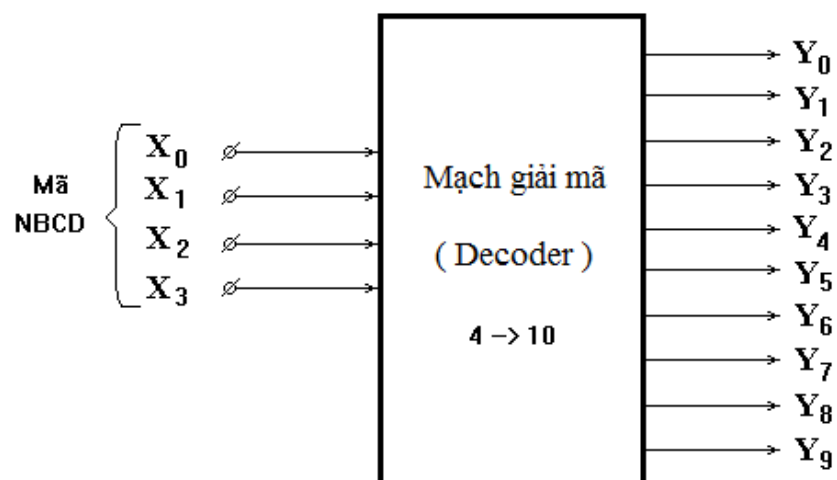 Mã
NBCD
X0
X1
X2
X3
Mạch giải mã
( Decoder )
4 -> 10
Y0
Y1
Y2
Y3
Y4
Y5
Y6
Y7
Y8
Y9